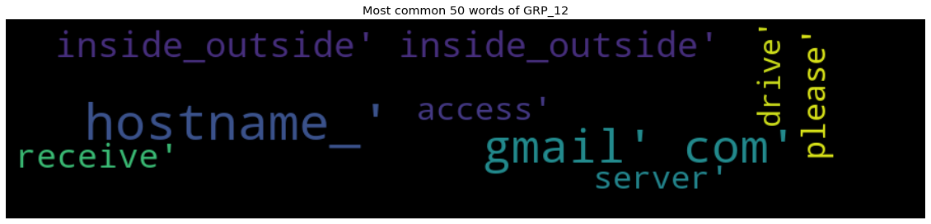 Most common 50 words of GRP_12
inside_outside' inside_outside'
drive'
please'
hostname_'
access'
gmail' com'
receive'
server'